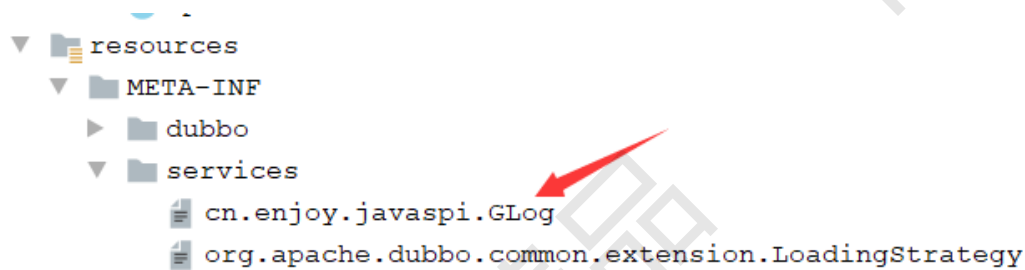 resources
META-INF
dubbo
services
cn.enjoy.javaspi.GLog
org.apache.dubbo.common.extension.LoadingStrategy